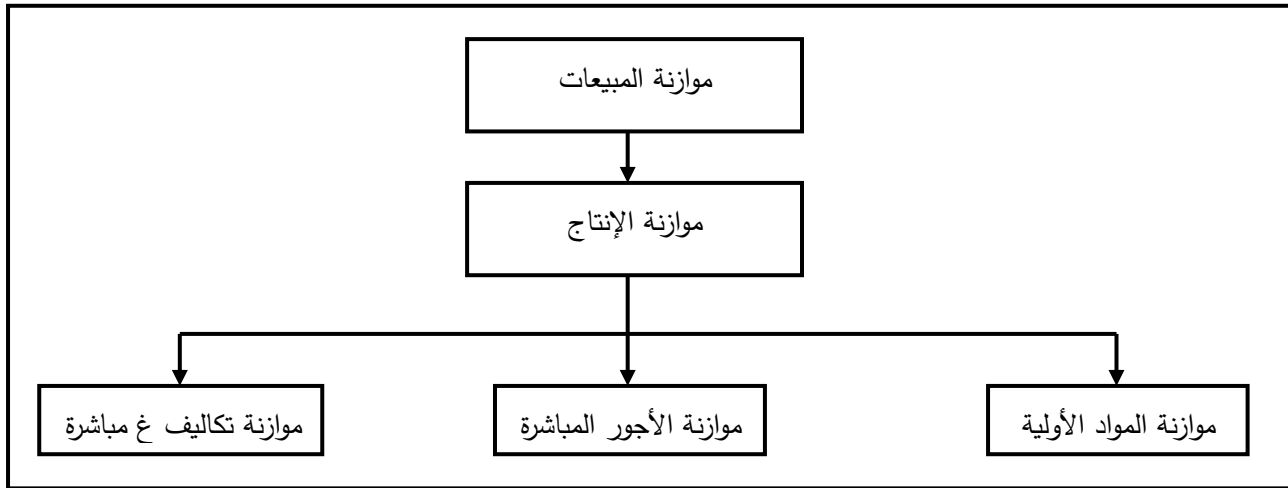 موازنة المبيعات
موازنة الإنتاج
موازنة المواد الأولية
موازنة الأجور المباشرة
موازنة تكاليف غ مباشرة